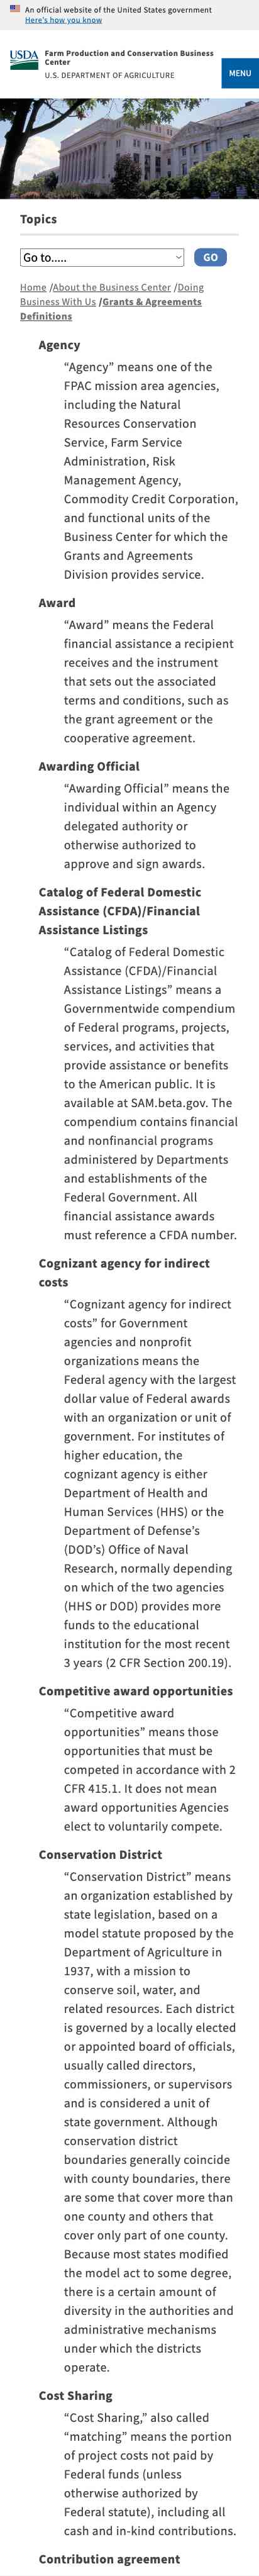 An official website of the United States government
Here's how you know
USDA
Farm Production and Conservation Business
Center
U.S. DEPARTMENT OF AGRICULTURE
MENU
Topics
Go to.....
GO
Home /About the Business Center /Doing
Business With Us /Grants & Agreements
Definitions
Agency
“Agency” means one of the
FPAC mission area agencies,
including the Natural
Resources Conservation
Service, Farm Service
Administration, Risk
Management Agency,
Commodity Credit Corporation,
and functional units of the
Business Center for which the
Grants and Agreements
Division provides service.
Award
“Award” means the Federal
financial assistance a recipient
receives and the instrument
that sets out the associated
terms and conditions, such as
the grant agreement or the
cooperative agreement.
Awarding Official
“Awarding Official” means the
individual within an Agency
delegated authority or
otherwise authorized to
approve and sign awards.
Catalog of Federal Domestic
Assistance (CFDA)/Financial
Assistance Listings
“Catalog of Federal Domestic
Assistance (CFDA)/Financial
Assistance Listings” means a
Governmentwide compendium
of Federal programs, projects,
services, and activities that
provide assistance or benefits
to the American public. It is
available at SAM.beta.gov. The
compendium contains financial
and nonfinancial programs
administered by Departments
and establishments of the
Federal Government. All
financial assistance awards
must reference a CFDA number.
Cognizant agency for indirect
costs
“Cognizant agency for indirect
costs” for Government
agencies and nonprofit
organizations means the
Federal agency with the largest
dollar value of Federal awards
with an organization or unit of
government. For institutes of
higher education, the
cognizant agency is either
Department of Health and
Human Services (HHS) or the
Department of Defense’s
(DOD’s) Office of Naval
Research, normally depending
on which of the two agencies
(HHS or DOD) provides more
funds to the educational
institution for the most recent
3 years (2 CFR Section 200.19).
Competitive award opportunities
“Competitive award
opportunities” means those
opportunities that must be
competed in accordance with 2
CFR 415.1. It does not mean
award opportunities Agencies
elect to voluntarily compete.
Conservation District
“Conservation District” means
an organization established by
state legislation, based on a
model statute proposed by the
Department of Agriculture in
1937, with a mission to
conserve soil, water, and
related resources. Each district
is governed by a locally elected
or appointed board of officials,
usually called directors,
commissioners, or supervisors
and is considered a unit of
state government. Although
conservation district
boundaries generally coincide
with county boundaries, there
are some that cover more than
one county and others that
cover only part of one county.
Because most states modified
the model act to some degree,
there is a certain amount of
diversity in the authorities and
administrative mechanisms
under which the districts
operate.
Cost Sharing
“Cost Sharing,” also called
“matching” means the portion
of project costs not paid by
Federal funds (unless
otherwise authorized by
Federal statute), including all
cash and in-kind contributions.
Contribution agreement